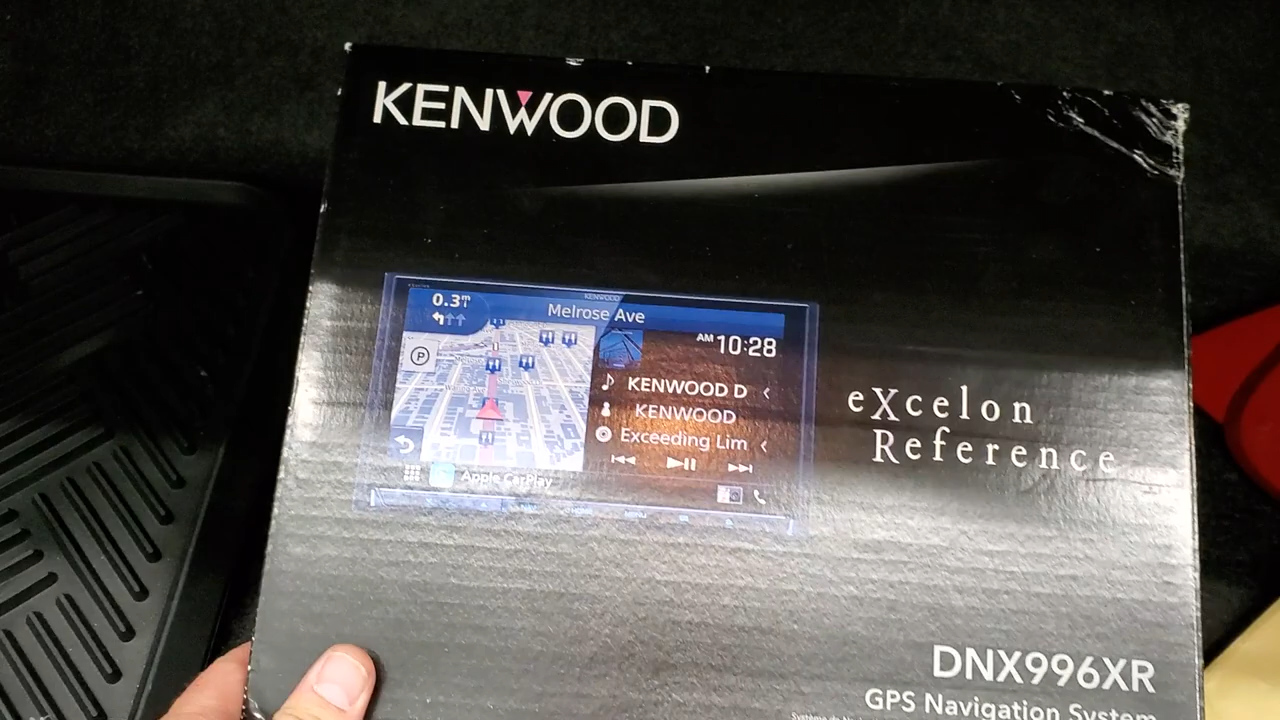 KENWOOD
KENWOOD
0.3 mi
Melrose Ave
AM 10:28
P
KENWOOD D
KENWOOD
Exceeding Lim
Apple CarPlay
eXcelon
Reference
DNX996XR
GPS Navigation System